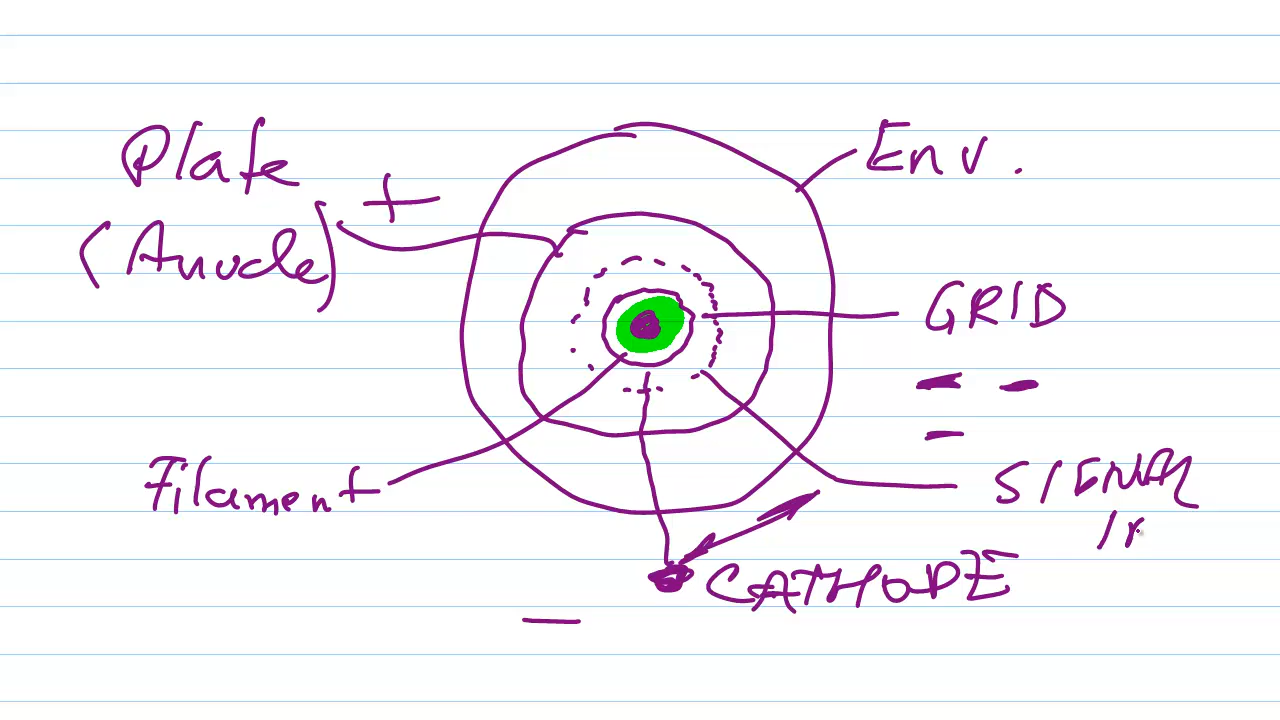 Plate
(Anode)
+
Env.
GRID
- -
-
Filament
SIGNAL
CATHODE
-